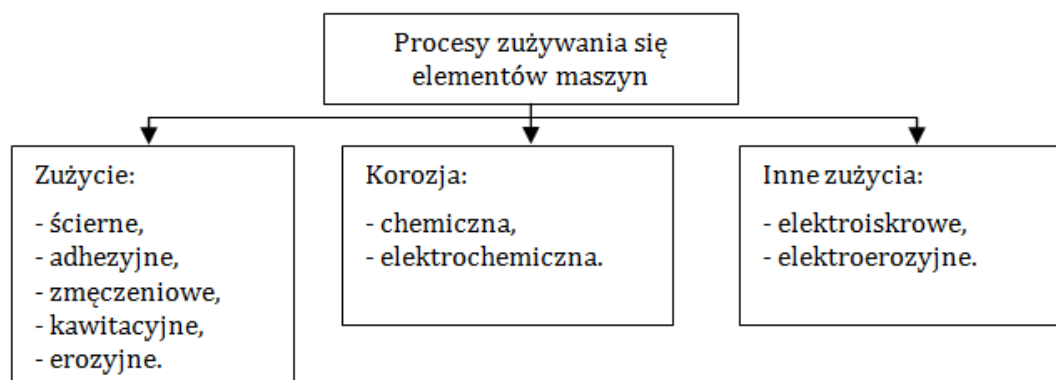 Procesy zużywania się
elementów maszyn
Zużycie:
- ścierne,
- adhezyjne,
- zmęczeniowe,
- kawitacyjne,
- erozyjne.
Korozja:
- chemiczna,
- elektrochemiczna.
Inne zużycia:
- elektroiskrowe,
- elektroerozyjne.